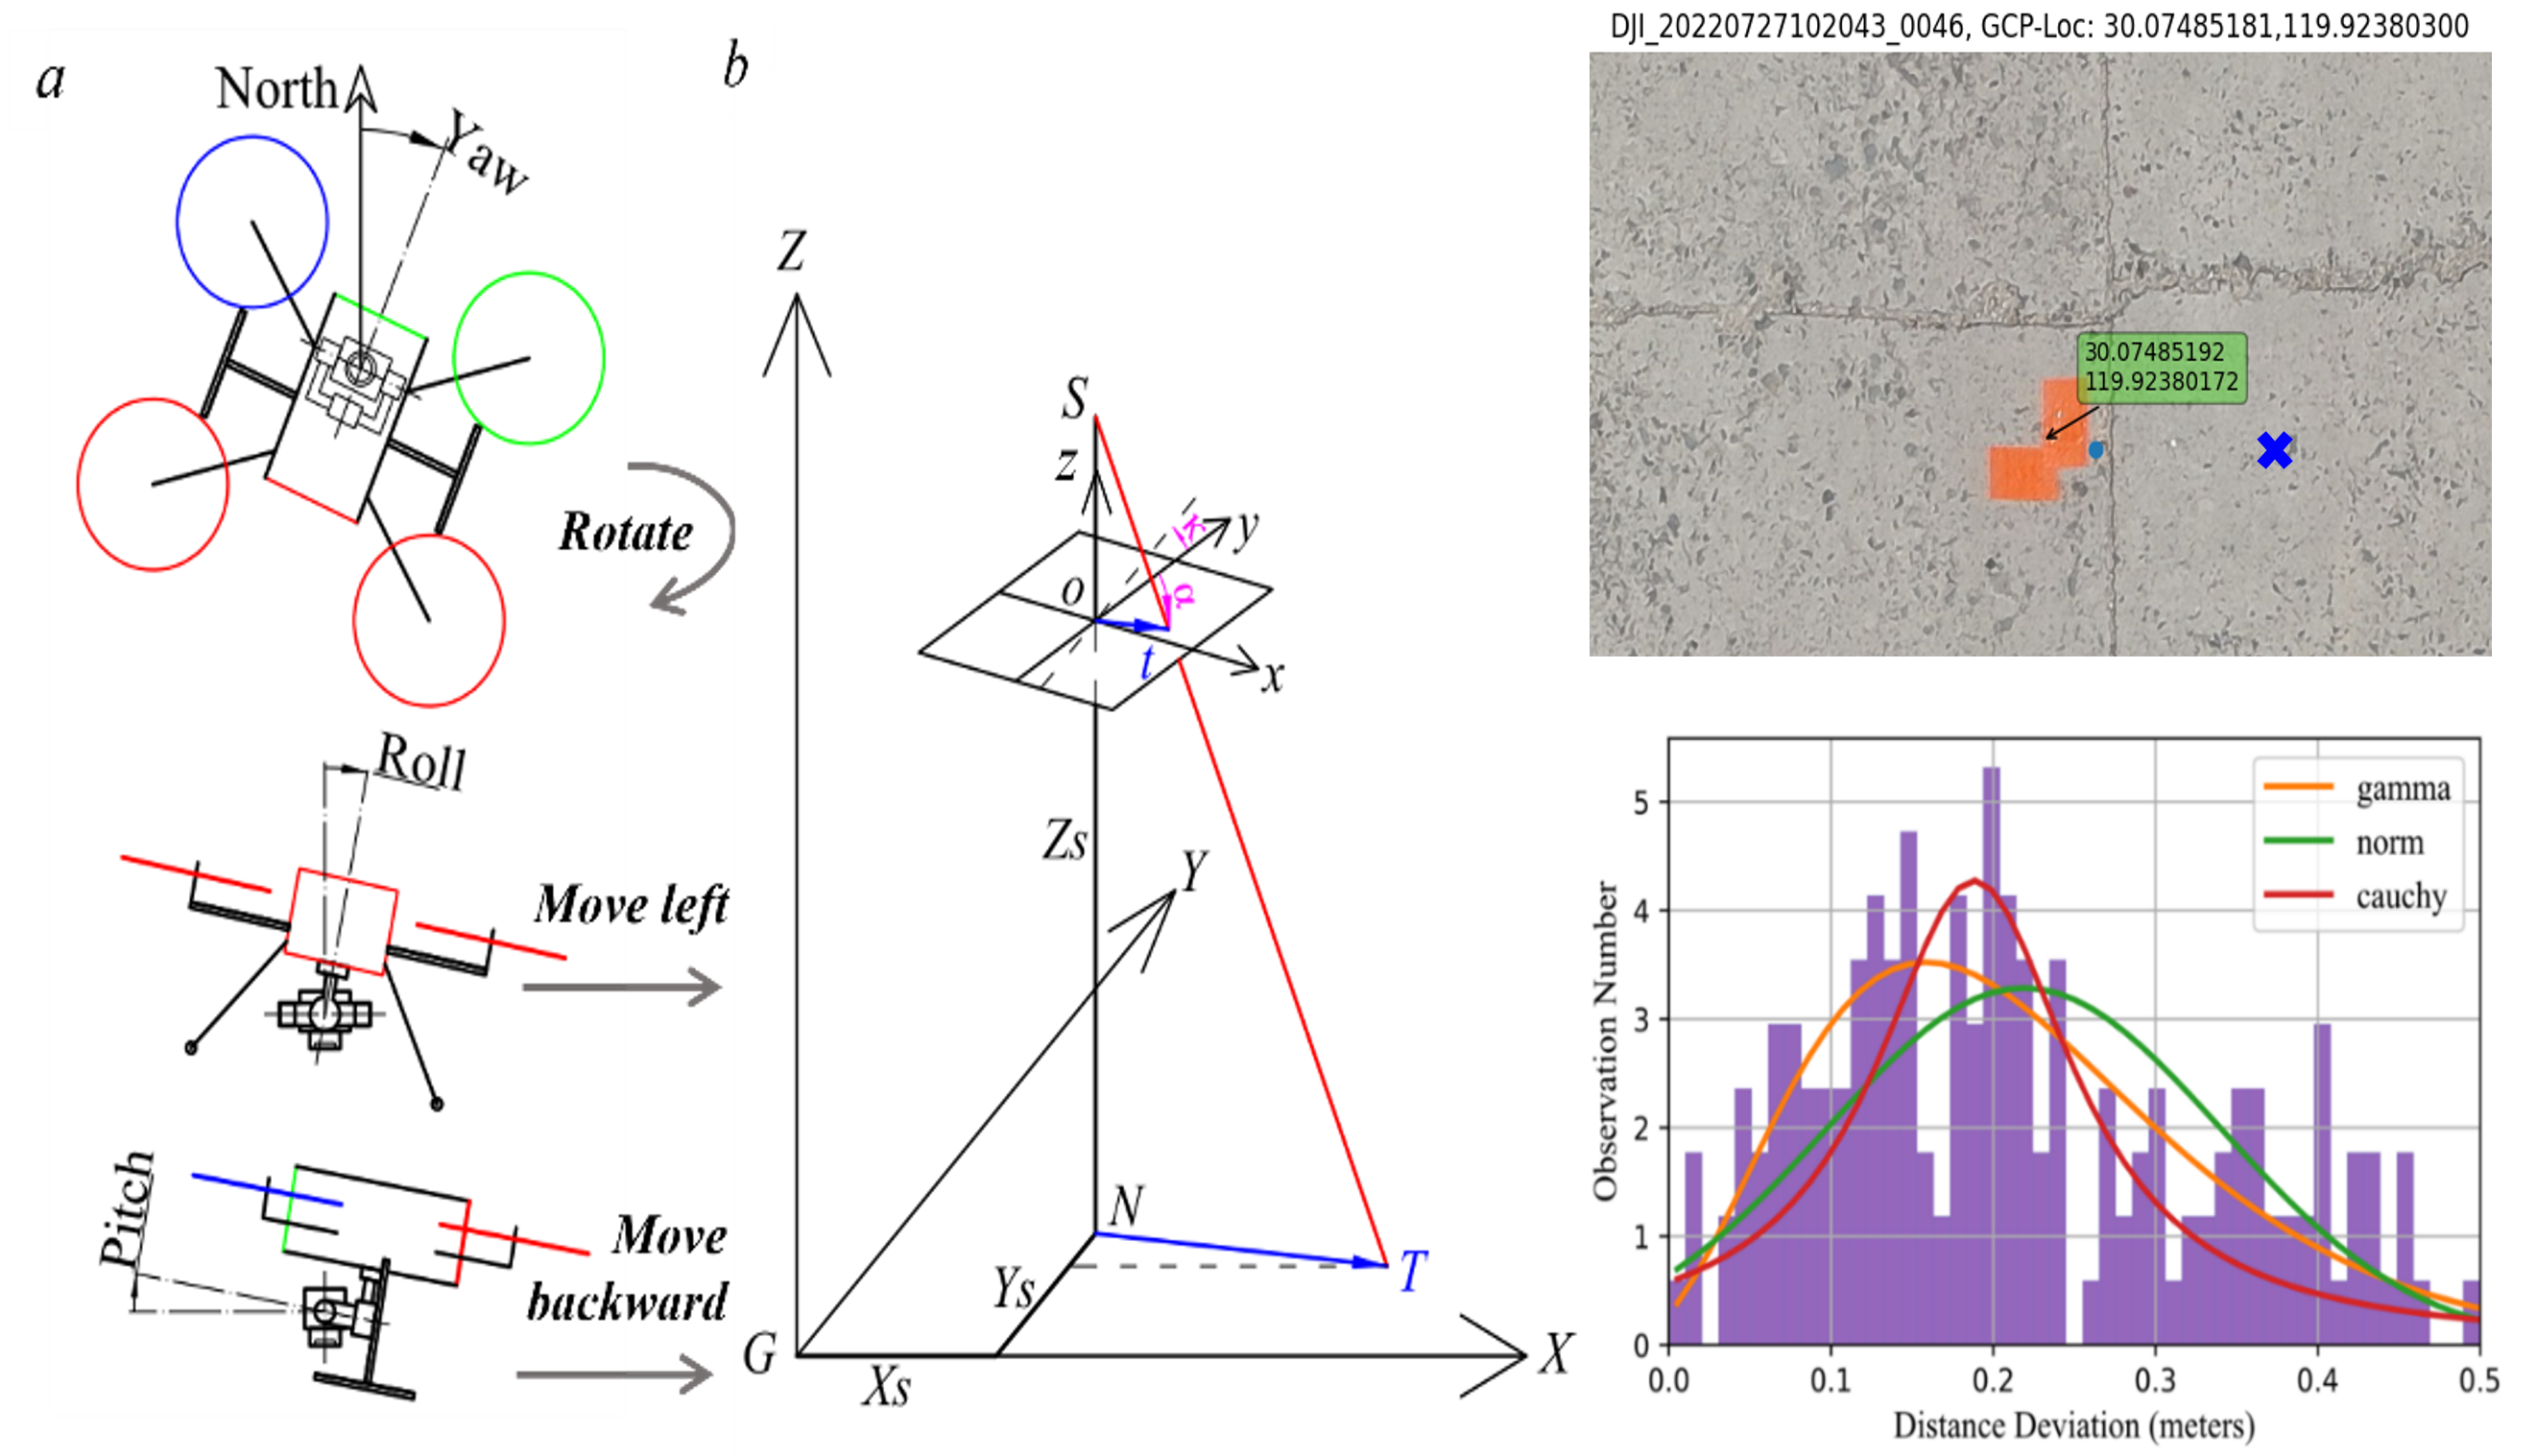 a
North
Yaw
Rotate
Roll
Move left
Pitch
Move
backward
b
Z
S
z
κ
y
o
α
t
x
Zs
Y
N
Ys
T
G
Xs
X
DJI_20220727102043_0046, GCP-Loc: 30.07485181,119.92380300
30.07485192
119.92380172
gamma
norm
cauchy
Observation Number
5
4
3
2
1
0
0.0 0.1 0.2 0.3 0.4 0.5
Distance Deviation (meters)